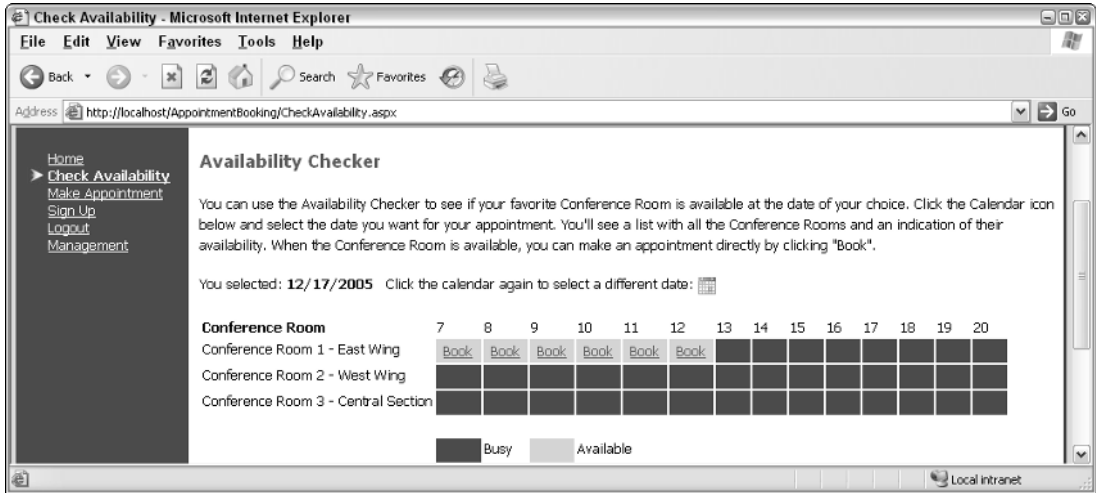 Check Availability - Microsoft Internet Explorer
File Edit View Favorites Tools Help
Back Search Favorites
Address http://localhost/AppointmentBooking/CheckAvailability.aspx Go
Home
Check Availability
Make Appointment
Sign Up
Logout
Management
Availability Checker
You can use the Availability Checker to see if your favorite Conference Room is available at the date of your choice. Click the Calendar icon
below and select the date you want for your appointment. You'll see a list with all the Conference Rooms and an indication of their
availability. When the Conference Room is available, you can make an appointment directly by clicking "Book".
You selected: 12/17/2005 Click the calendar again to select a different date:
Conference Room 7 8 9 10 11 12 13 14 15 16 17 18 19 20
Conference Room 1 - East Wing Book Book Book Book Book Book
Conference Room 2 - West Wing
Conference Room 3 - Central Section
Busy Available
Local intranet